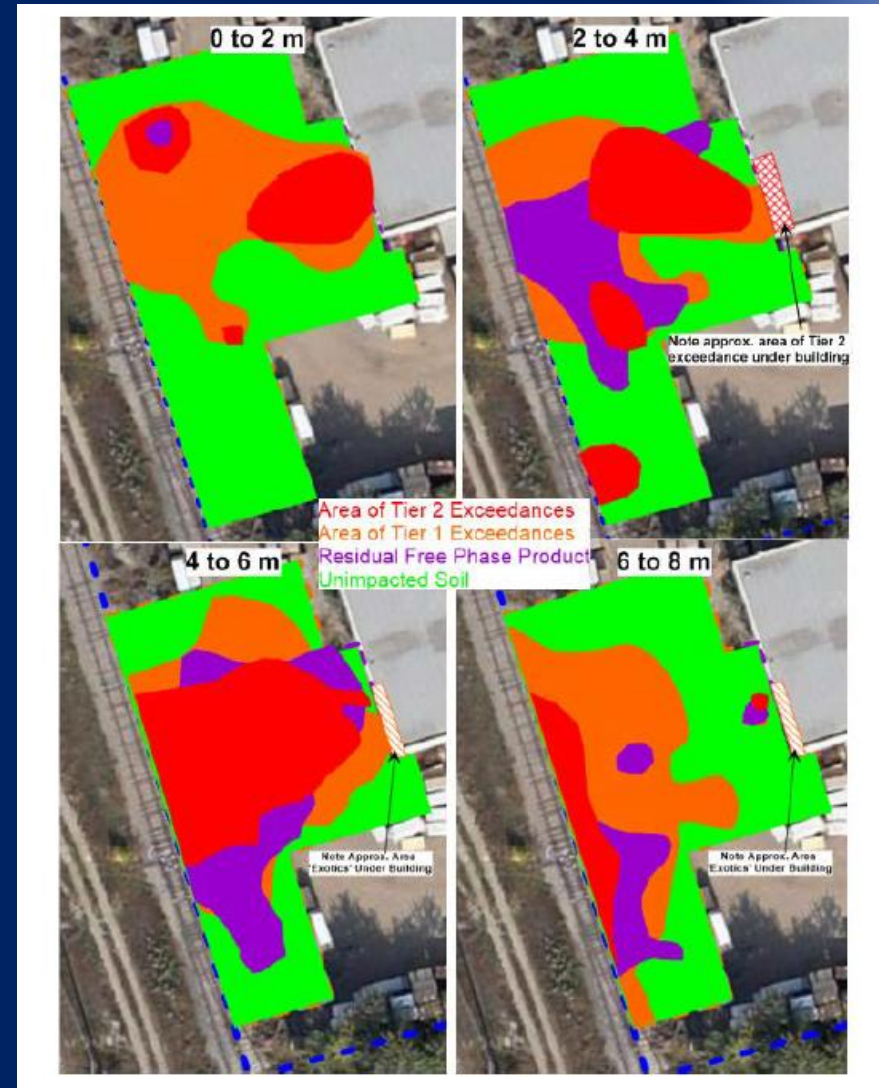 0 to 2 m
2 to 4 m
Note approx. area of Tier 2
exceedance under building
Area of Tier 2 Exceedances
Area of Tier 1 Exceedances
Residual Free Phase Product
Unimpacted Soil
4 to 6 m
6 to 8 m
Note Approx. Area
'Exotics' Under Building
Note Approx. Area
'Exotics' Under Building